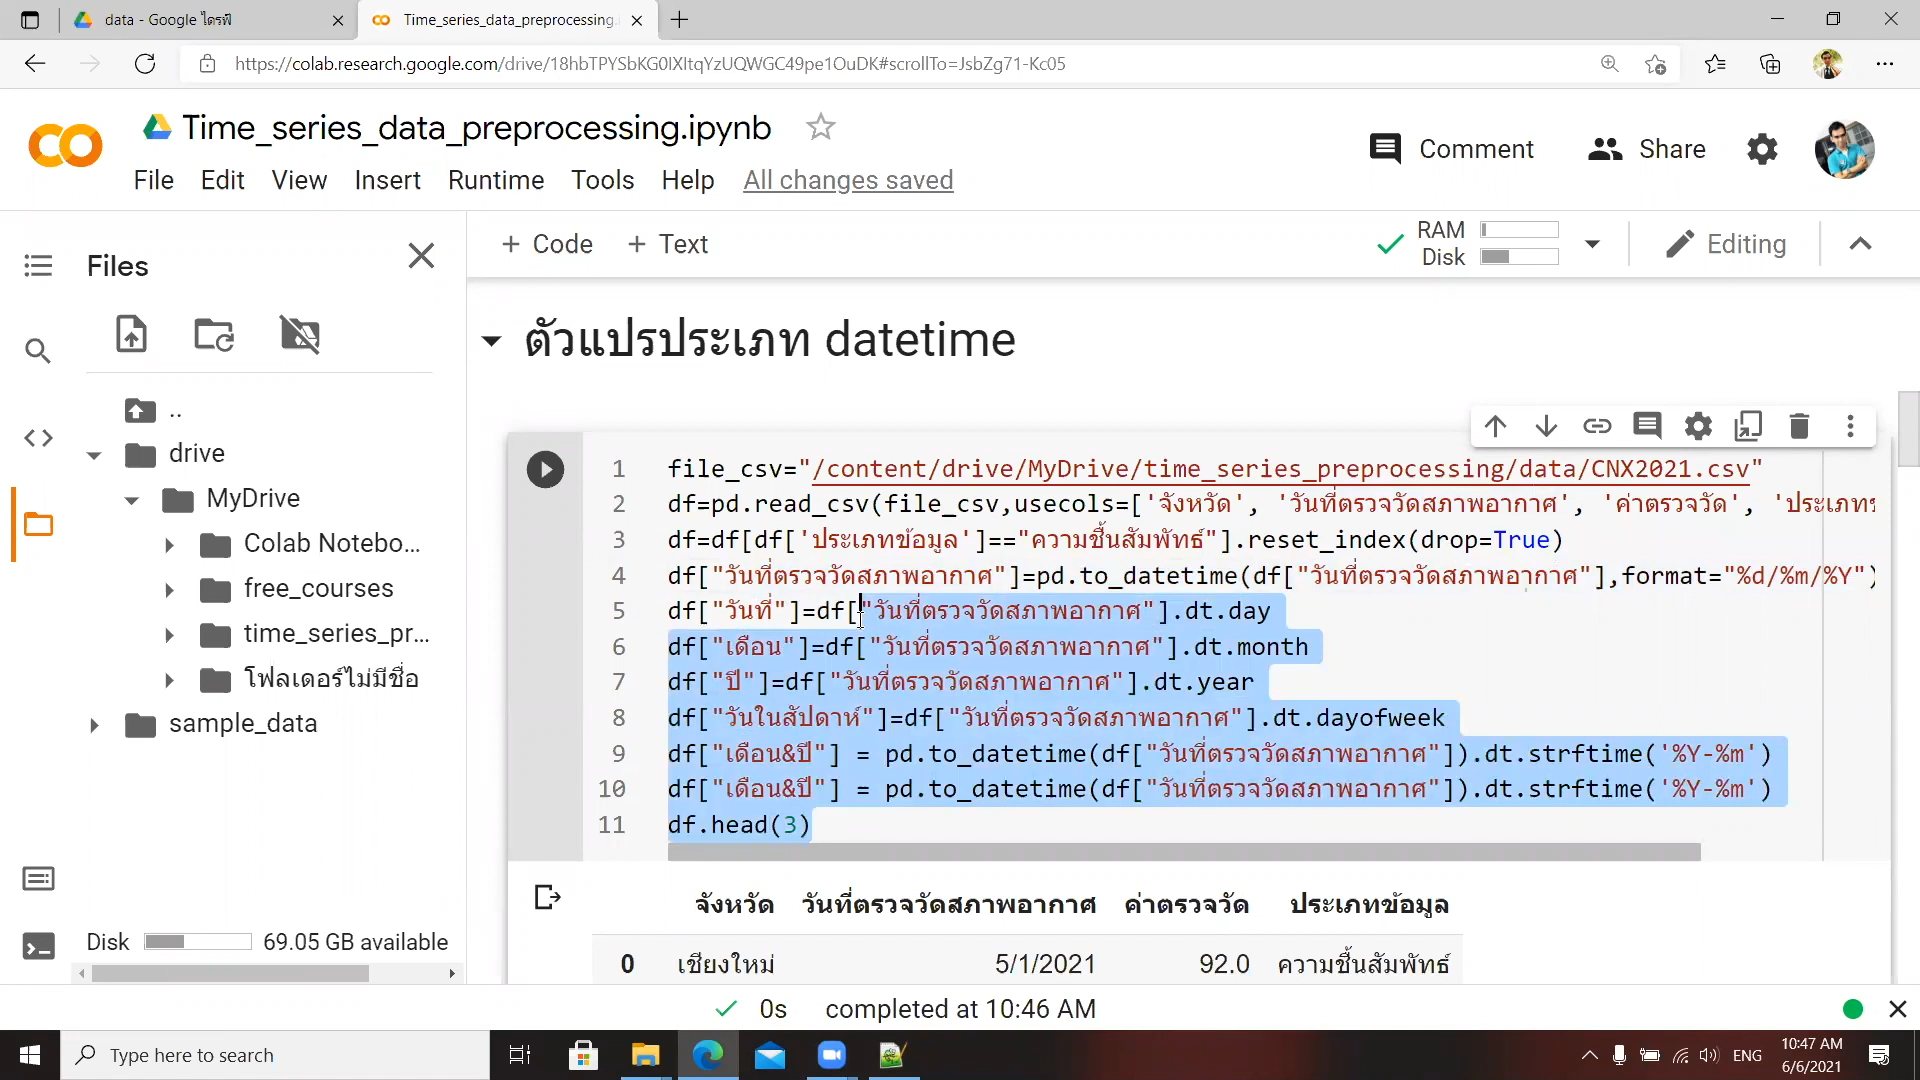 data - Google ไดรฟ์
Time_series_data_preprocessing.
https://colab.research.google.com/drive/18hbTPYSbKG0IXItqYzUQWGC49pe1OuDK#scrollTo=JsbZg71-Kc05
CO
Time_series_data_preprocessing.ipynb
Comment
Share
File Edit View Insert Runtime Tools Help All changes saved
Files
+ Code + Text
RAM
Disk
Editing
..
drive
MyDrive
Colab Notebo...
free_courses
time_series_pr...
โฟลเดอร์ไม่มีชื่อ
sample_data
Disk 69.05 GB available
ตัวแปรประเภท datetime
1 file_csv="/content/drive/MyDrive/time_series_preprocessing/data/CNX2021.csv"
2 df=pd.read_csv(file_csv,usecols=['จังหวัด', 'วันที่ตรวจวัดสภาพอากาศ', 'ค่าตรวจวัด', 'ประเภท
3 df=df[df['ประเภทข้อมูล']=="ความชื้นสัมพัทธ์"].reset_index(drop=True)
4 df["วันที่ตรวจวัดสภาพอากาศ"]=pd.to_datetime(df["วันที่ตรวจวัดสภาพอากาศ"],format="%d/%m/%Y")
5 df["วันที่"]=df["วันที่ตรวจวัดสภาพอากาศ"].dt.day
6 df["เดือน"]=df["วันที่ตรวจวัดสภาพอากาศ"].dt.month
7 df["ปี"]=df["วันที่ตรวจวัดสภาพอากาศ"].dt.year
8 df["วันในสัปดาห์"]=df["วันที่ตรวจวัดสภาพอากาศ"].dt.dayofweek
9 df["เดือน&ปี"] = pd.to_datetime(df["วันที่ตรวจวัดสภาพอากาศ"]).dt.strftime('%Y-%m')
10 df["เดือน&ปี"] = pd.to_datetime(df["วันที่ตรวจวัดสภาพอากาศ"]).dt.strftime('%Y-%m')
11 df.head(3)
จังหวัด วันที่ตรวจวัดสภาพอากาศ ค่าตรวจวัด ประเภทข้อมูล
0 เชียงใหม่ 5/1/2021 92.0 ความชื้นสัมพัทธ์
0s completed at 10:46 AM
Type here to search
ENG
10:47 AM
6/6/2021